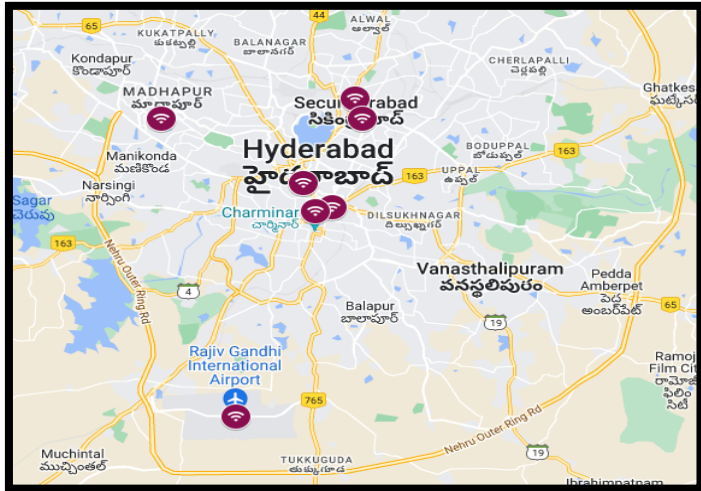 44
ALWAL
అల్వాల్
KUKATPALLY
కుకట్‌పల్లి
BALANAGAR
బాలానగర్
Kondapur
కొండాపూర్
CHERLAPALLI
చెర్లపల్లి
MADHAPUR
మాదాపూర్
Ghatkesar
ఘట్కేసర్
Hyderabad
Manikonda
మణికొండ
BODUPPAL
బోడుప్పల్
163
UPPAL
ఉప్పల్
163
Narsingi
నార్సింగి
Sagar
చెరువు
Charminar
చార్మినార్
DILSUKHNAGAR
దిల్సుఖ్నగర్
163
Nehru Outer Ring Rd
Vanasthalipuram
వనస్థలిపురం
Pedda
Amberpet
పెద్ద
అంబర్‌పేట్
4
Balapur
బాలాపూర్
65
19
Rajiv Gandhi
International
Airport
Ramoj
Film Cit
రామోజీ
ఫిలిం
సిటీ
765
Nehru Outer Ring Rd
19
Muchintal
ముచ్చింతల్
TUKKUGUDA
తుక్కుగూడ
Ibrahimpatnam